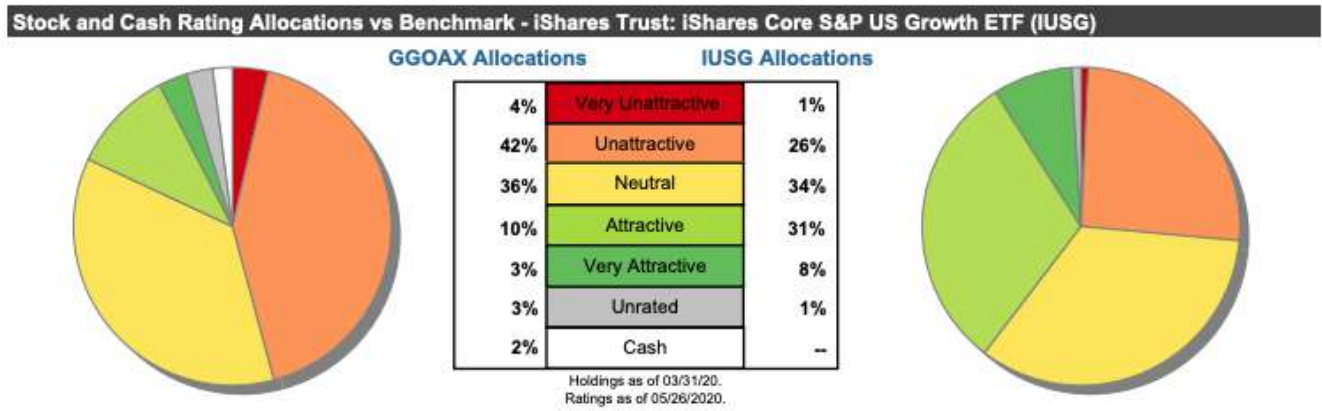 Stock and Cash Rating Allocations vs Benchmark - iShares Trust: iShares Core S&P US Growth ETF (IUSG)
GGOAX Allocations IUSG Allocations
4% Very Unattractive 1%
42% Unattractive 26%
36% Neutral 34%
10% Attractive 31%
3% Very Attractive 8%
3% Unrated 1%
2% Cash --
Holdings as of 03/31/20.
Ratings as of 05/26/2020.